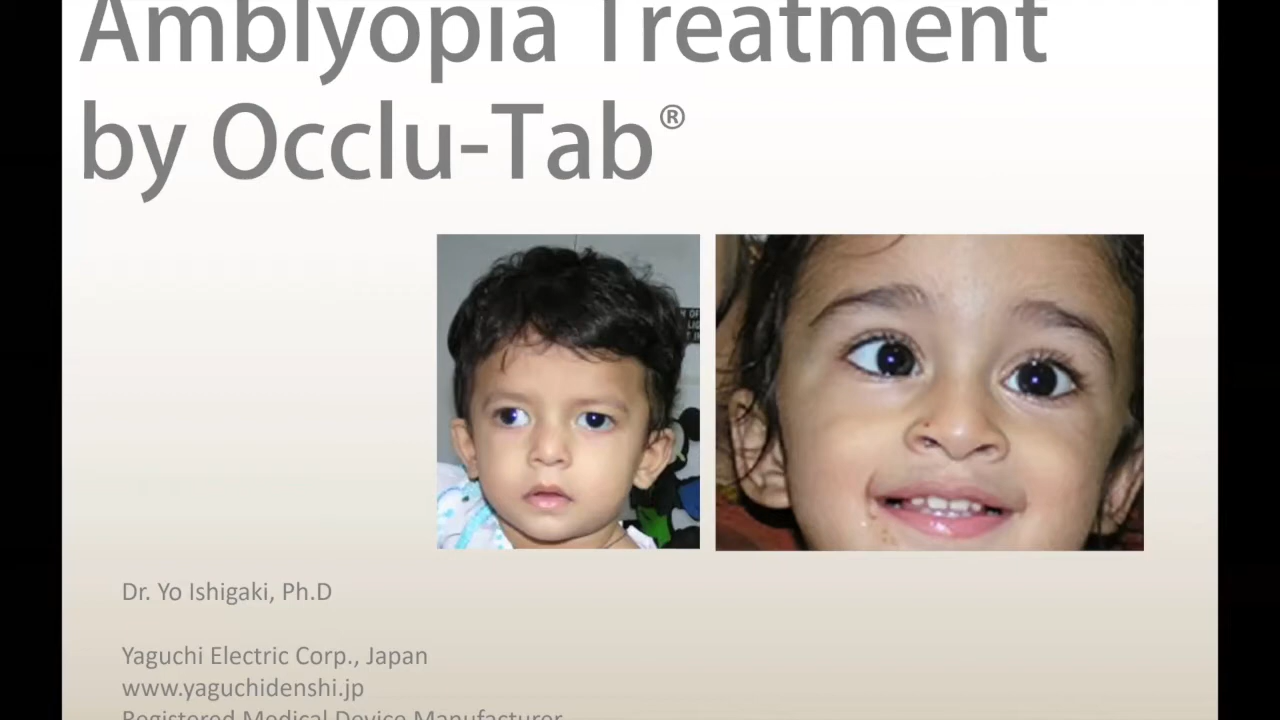 Amblyopia Treatment
by Occlu-Tab®
Dr. Yo Ishigaki, Ph.D
Yaguchi Electric Corp., Japan
www.yaguchidenshi.jp
Registered Medical Device Manufacturer